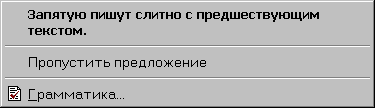 Запятую пишут слитно с предшествующим
текстом.
Пропустить предложение
Грамматика...